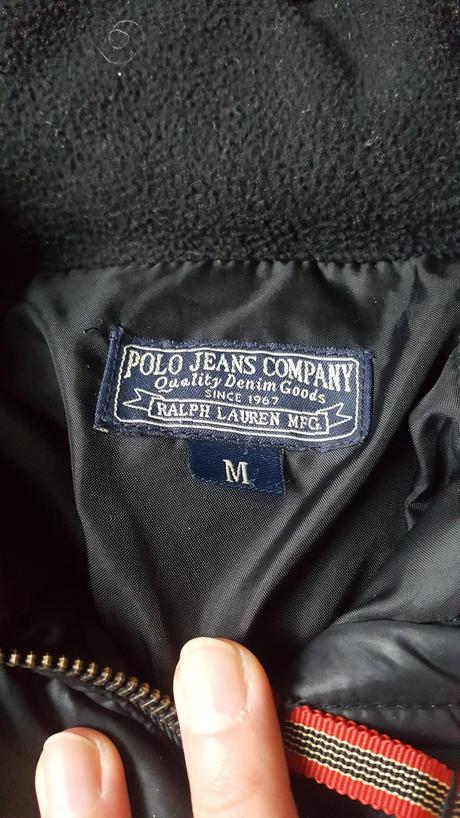 POLO JEANS COMPANY
Quality Denim Goods
SINCE 1967
RALPH LAUREN MFG.
M